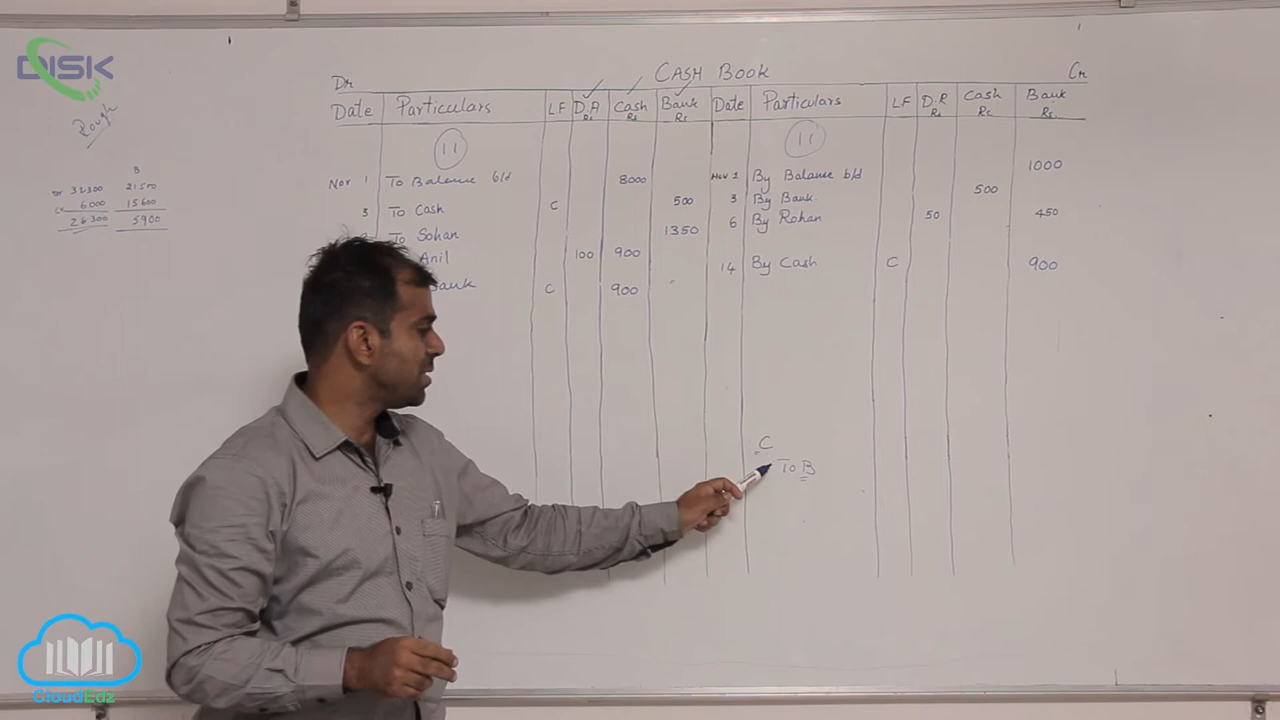 DISK
Rough
B
Dr 32300 21500
Cr 6000 15600
26300 5900
CASH BOOK
Dr
Cr
Date Particulars LF D.A Rs Cash Rs Bank Rs Date Particulars LF D.R Rs Cash Rs Bank Rs
11 11
Nov 1 To Balance b/d 8000 Nov 1 By Balance b/d 1000
3 To Cash C 500 3 By Bank 500
To Sohan 1350 6 By Rohan 50 450
Anil 100 900
14 By Cash C 900
Bank C 900
C
To B
CloudEdz